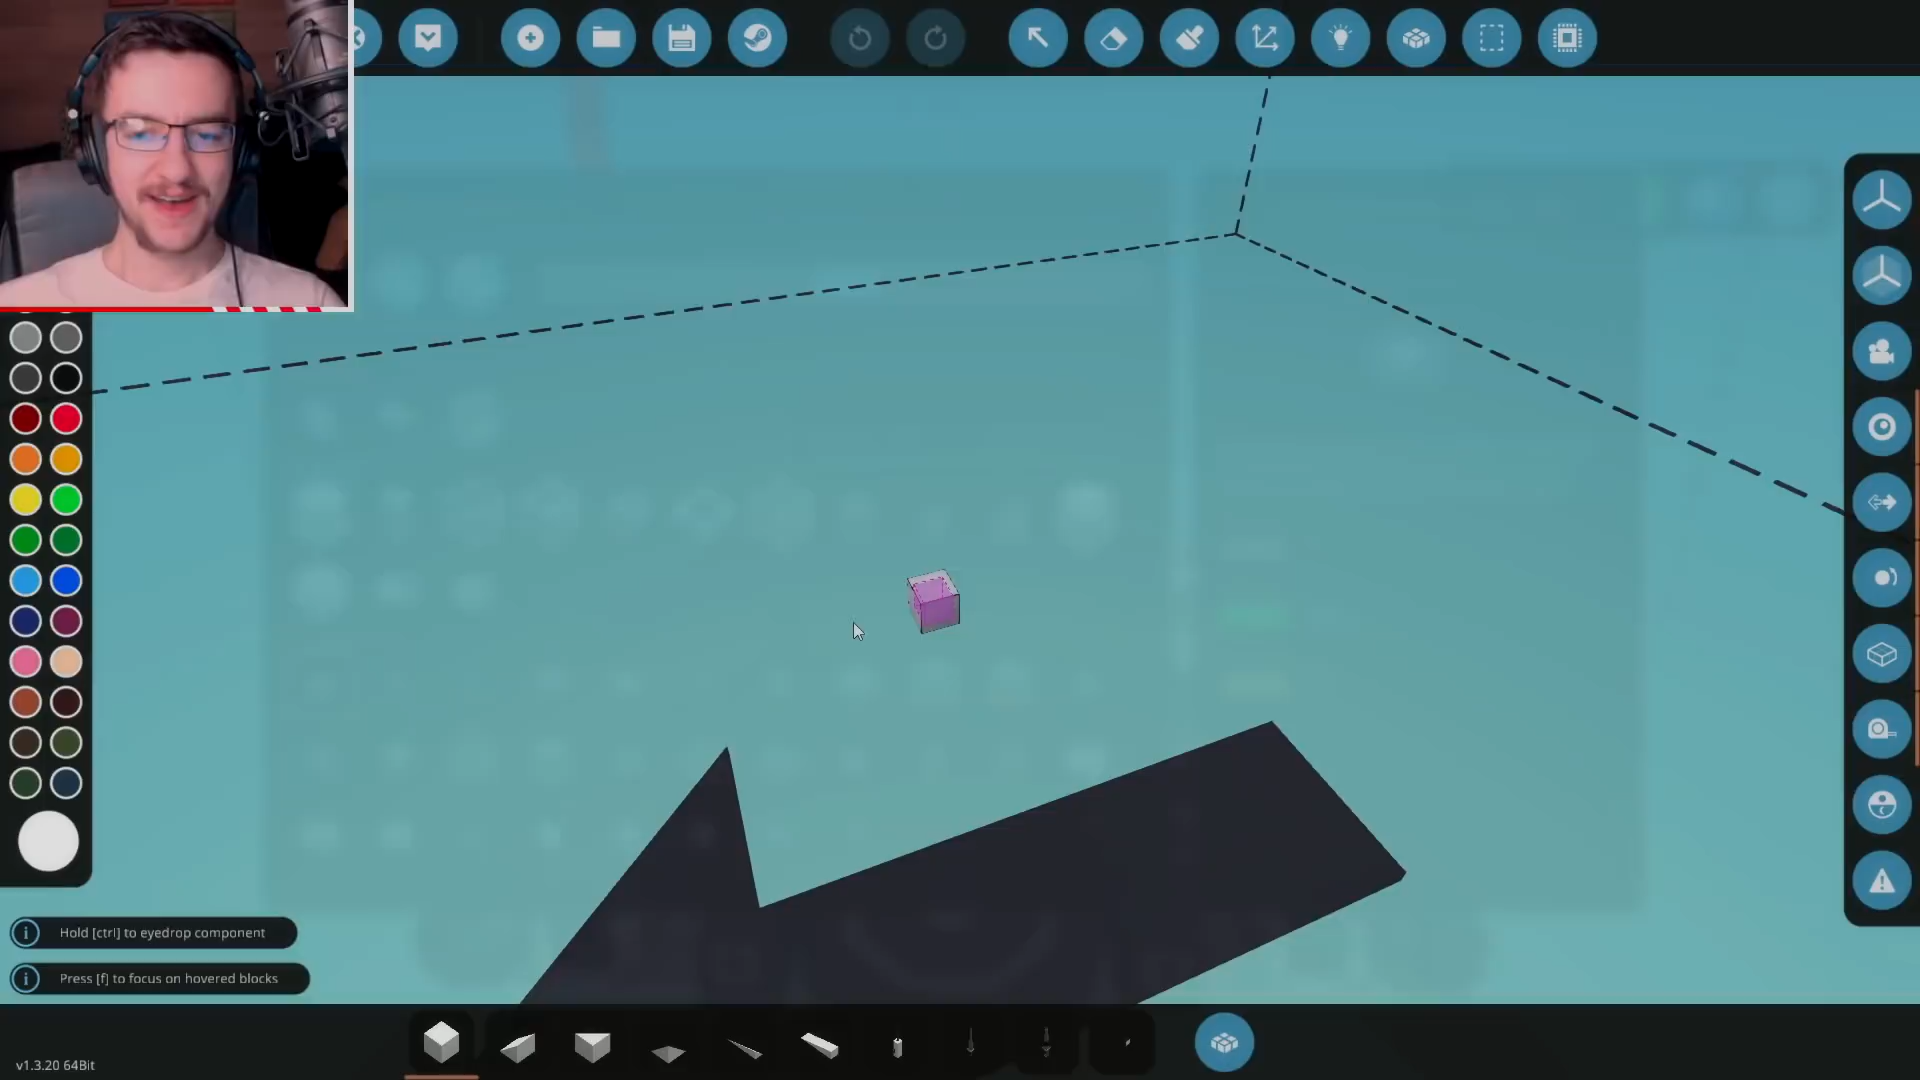 Hold [ctrl] to eyedrop component
Press [f] to focus on hovered blocks
v1.3.20 64Bit